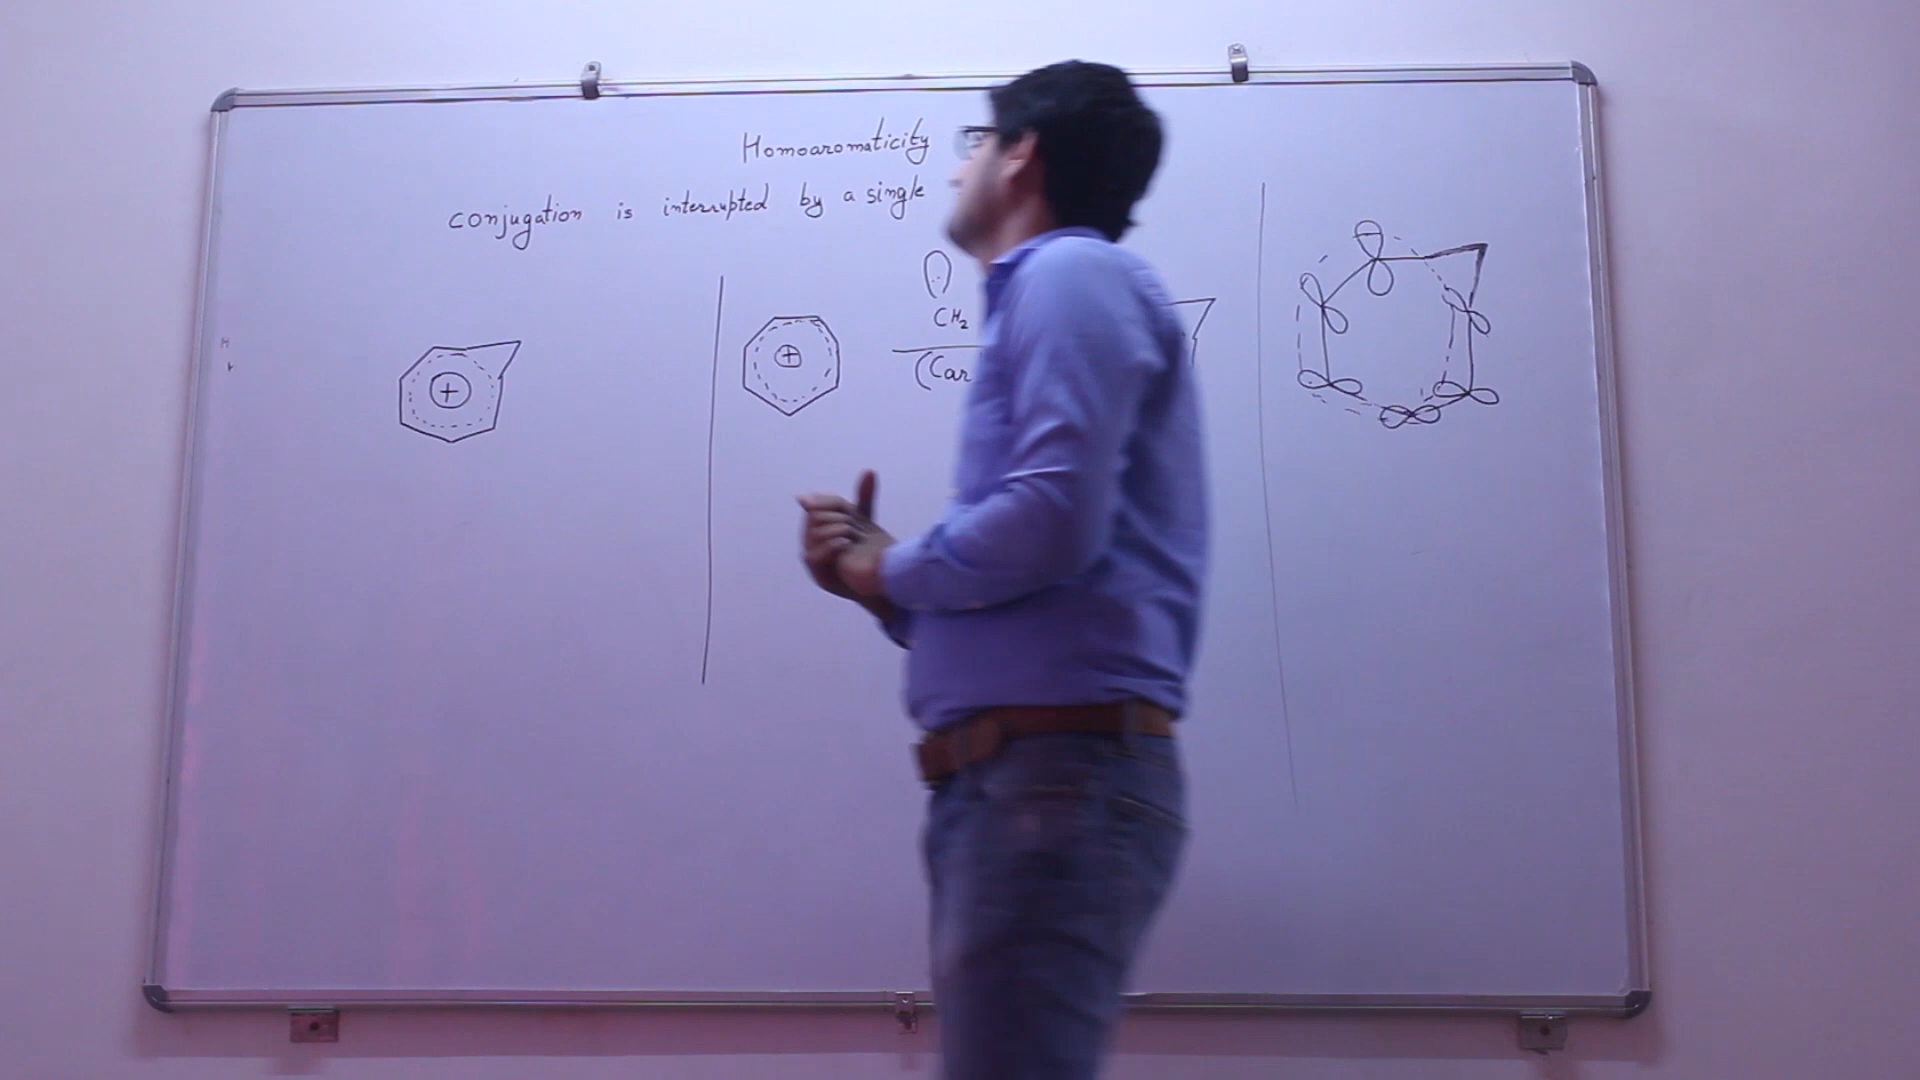 Homoaromaticity
conjugation is interrupted by a single
CH2
(Car
+
+
H